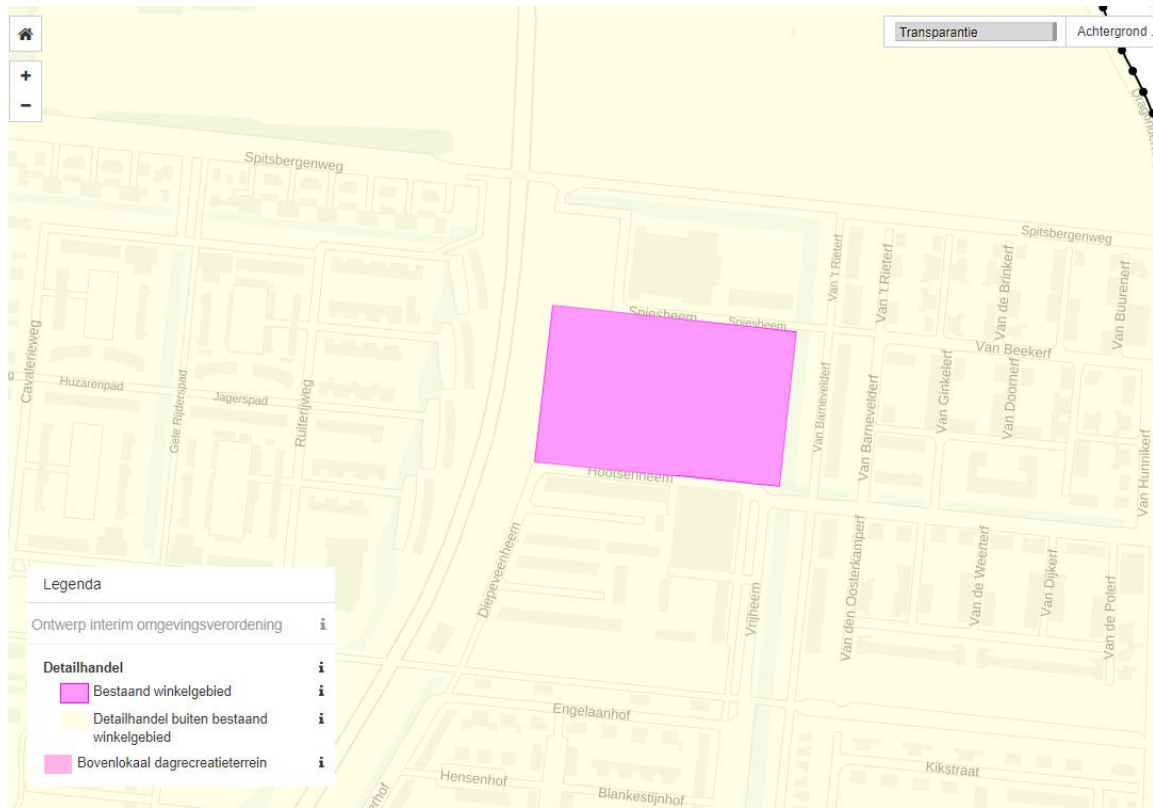 Transparantie
Achtergrond .
+
−
Spitsbergenweg
Spitsbergenweg
Van 't Rieterf
Van 't Rieterf
Van de Brinkerf
Van Buurenerf
Spiesheem
Spiesheem
Van Beekerf
Cavalerieweg
Huzarenpad
Gele Rijderspad
Jagerspad
Ruiterijweg
Van Barnevelderf
Van Barnevelderf
Van Ginkelerf
Van Doornerf
Van Hunnikerf
Hootsenheem
Diepeveenheem
Vrijheem
Van den Oosterkamperf
Van de Weerterf
Van Dijkerf
Van de Polerf
Engelaanhof
Hensenhof
Blankestijnhof
Kikstraat
Legenda
Ontwerp interim omgevingsverordening i
Detailhandel i
Bestaand winkelgebied i
Detailhandel buiten bestaand i
winkelgebied
Bovenlokaal dagrecreatieterrein i